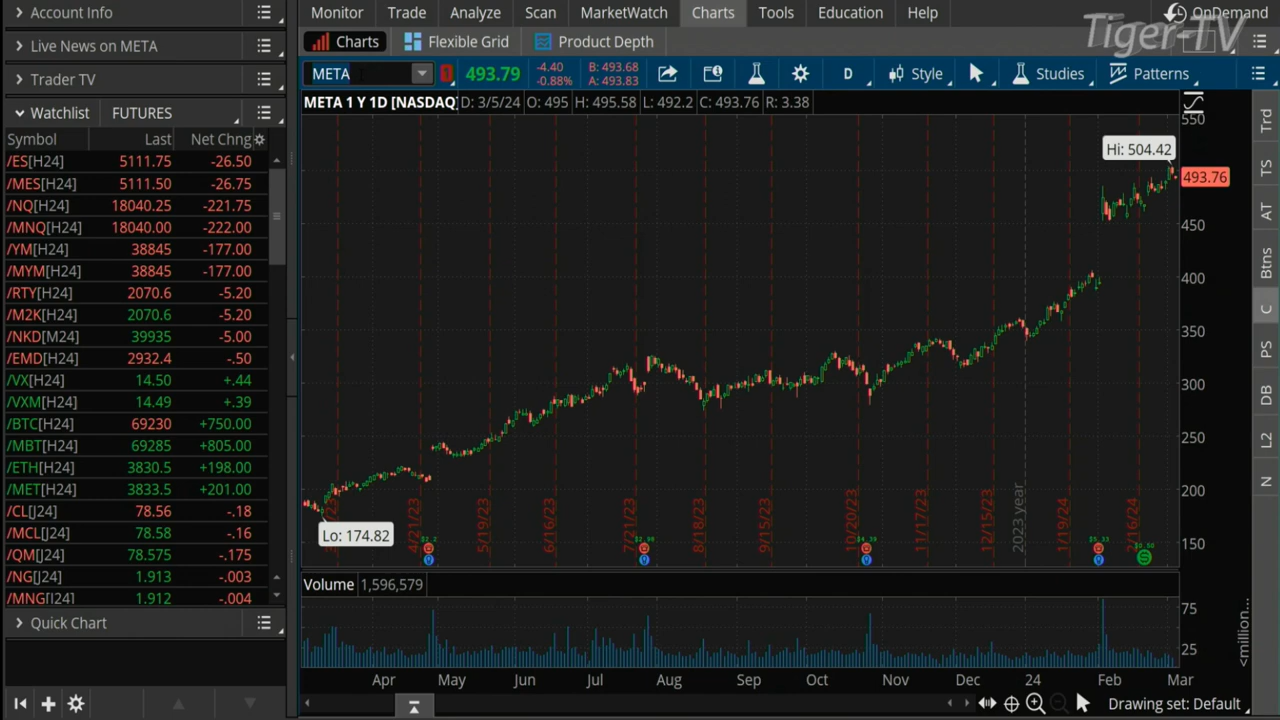 Account Info
Live News on META
Trader TV
Watchlist FUTURES
Symbol Last Net Chng
/ES[H24] 5111.75 -26.50
/MES[H24] 5111.50 -26.75
/NQ[H24] 18040.25 -221.75
/MNQ[H24] 18040.00 -222.00
/YM[H24] 38845 -177.00
/MYM[H24] 38845 -177.00
/RTY[H24] 2070.6 -5.20
/M2K[H24] 2070.6 -5.20
/NKD[M24] 39935 -5.00
/EMD[H24] 2932.4 -.50
/VX[H24] 14.50 +.44
/VXM[H24] 14.49 +.39
/BTC[H24] 69230 +750.00
/MBT[H24] 69285 +805.00
/ETH[H24] 3830.5 +198.00
/MET[H24] 3833.5 +201.00
/CL[J24] 78.56 -.18
/MCL[J24] 78.58 -.16
/QM[J24] 78.575 -.175
/NG[J24] 1.913 -.003
/MNG[J24] 1.912 -.004
Quick Chart
Monitor Trade Analyze Scan MarketWatch Charts Tools Education Help OnDemand
Tiger-TV
Charts Flexible Grid Product Depth
META 1 493.79 -4.40 B: 493.68
-0.88% A: 493.83
D Style Studies Patterns
META 1 Y 1D [NASDAQ] D: 3/5/24 O: 495 H: 495.58 L: 492.2 C: 493.76 R: 3.38
550
Hi: 504.42
493.76
450
400
350
300
250
200
150
Lo: 174.82
4/21/23 5/19/23 6/16/23 7/21/23 8/18/23 9/15/23 10/20/23 11/17/23 12/15/23 2023 year 1/19/24 2/16/24
Volume 1,596,579
75
25
<million...
Apr May Jun Jul Aug Sep Oct Nov Dec 24 Feb Mar
Drawing set: Default
Trd
TS
AT
Btns
C
PS
DB
L2
N